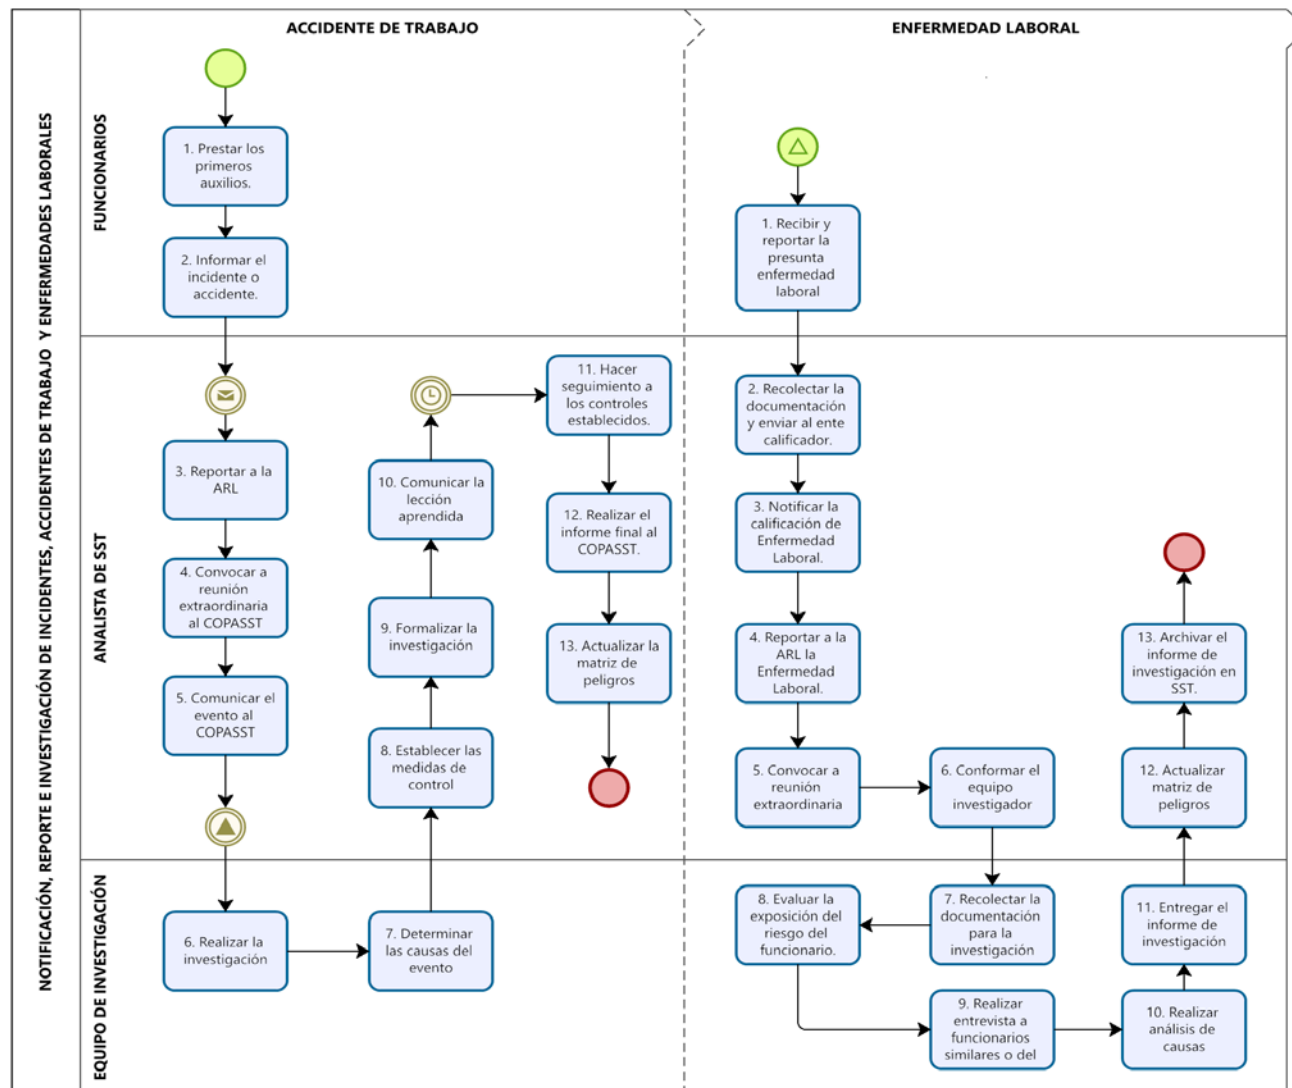 NOTIFICACIÓN, REPORTE E INVESTIGACIÓN DE INCIDENTES, ACCIDENTES DE TRABAJO Y ENFERMEDADES LABORALES
ACCIDENTE DE TRABAJO
ENFERMEDAD LABORAL
FUNCIONARIOS
1. Prestar los
primeros
auxilios.
2. Informar el
incidente o
accidente.
1. Recibir y
reportar la
presunta
enfermedad
laboral
ANALISTA DE SST
3. Reportar a la
ARL
4. Convocar a
reunión
extraordinaria
al COPASST
5. Comunicar el
evento al
COPASST
10. Comunicar la
lección
aprendida
9. Formalizar la
investigación
8. Establecer las
medidas de
control
11. Hacer
seguimiento a
los controles
establecidos.
12. Realizar el
informe final al
COPASST.
13. Actualizar la
matriz de
peligros
2. Recolectar la
documentación
y enviar al ente
calificador.
3. Notificar la
calificación de
Enfermedad
Laboral.
4. Reportar a la
ARL la
Enfermedad
Laboral.
5. Convocar a
reunión
extraordinaria
6. Conformar el
equipo
investigador
13. Archivar el
informe de
investigación en
SST.
12. Actualizar
matriz de
peligros
EQUIPO DE INVESTIGACIÓN
6. Realizar la
investigación
7. Determinar
las causas del
evento
8. Evaluar la
exposición del
riesgo del
funcionario.
7. Recolectar la
documentación
para la
investigación
11. Entregar el
informe de
investigación
9. Realizar
entrevista a
funcionarios
similares o del
10. Realizar
análisis de
causas